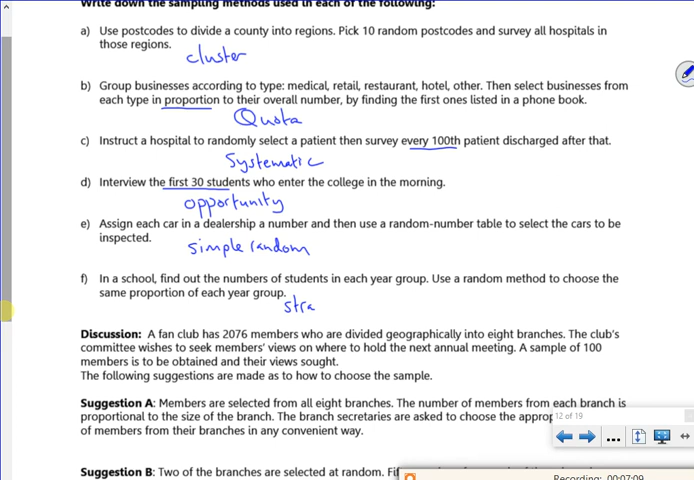 Write down the sampling methods used in each of the following:
a) Use postcodes to divide a county into regions. Pick 10 random postcodes and survey all hospitals in
those regions.
cluster
b) Group businesses according to type: medical, retail, restaurant, hotel, other. Then select businesses from
each type in proportion to their overall number, by finding the first ones listed in a phone book.
Quota
c) Instruct a hospital to randomly select a patient then survey every 100th patient discharged after that.
Systematic
d) Interview the first 30 students who enter the college in the morning.
opportunity
e) Assign each car in a dealership a number and then use a random-number table to select the cars to be
inspected.
simple random
f) In a school, find out the numbers of students in each year group. Use a random method to choose the
same proportion of each year group.
stra
Discussion: A fan club has 2076 members who are divided geographically into eight branches. The club's
committee wishes to seek members' views on where to hold the next annual meeting. A sample of 100
members is to be obtained and their views sought.
The following suggestions are made as to how to choose the sample.
Suggestion A: Members are selected from all eight branches. The number of members from each branch is
proportional to the size of the branch. The branch secretaries are asked to choose the approp
12 of 19
of members from their branches in any convenient way.
Suggestion B: Two of the branches are selected at random. Fif
Recording: 00:07:09